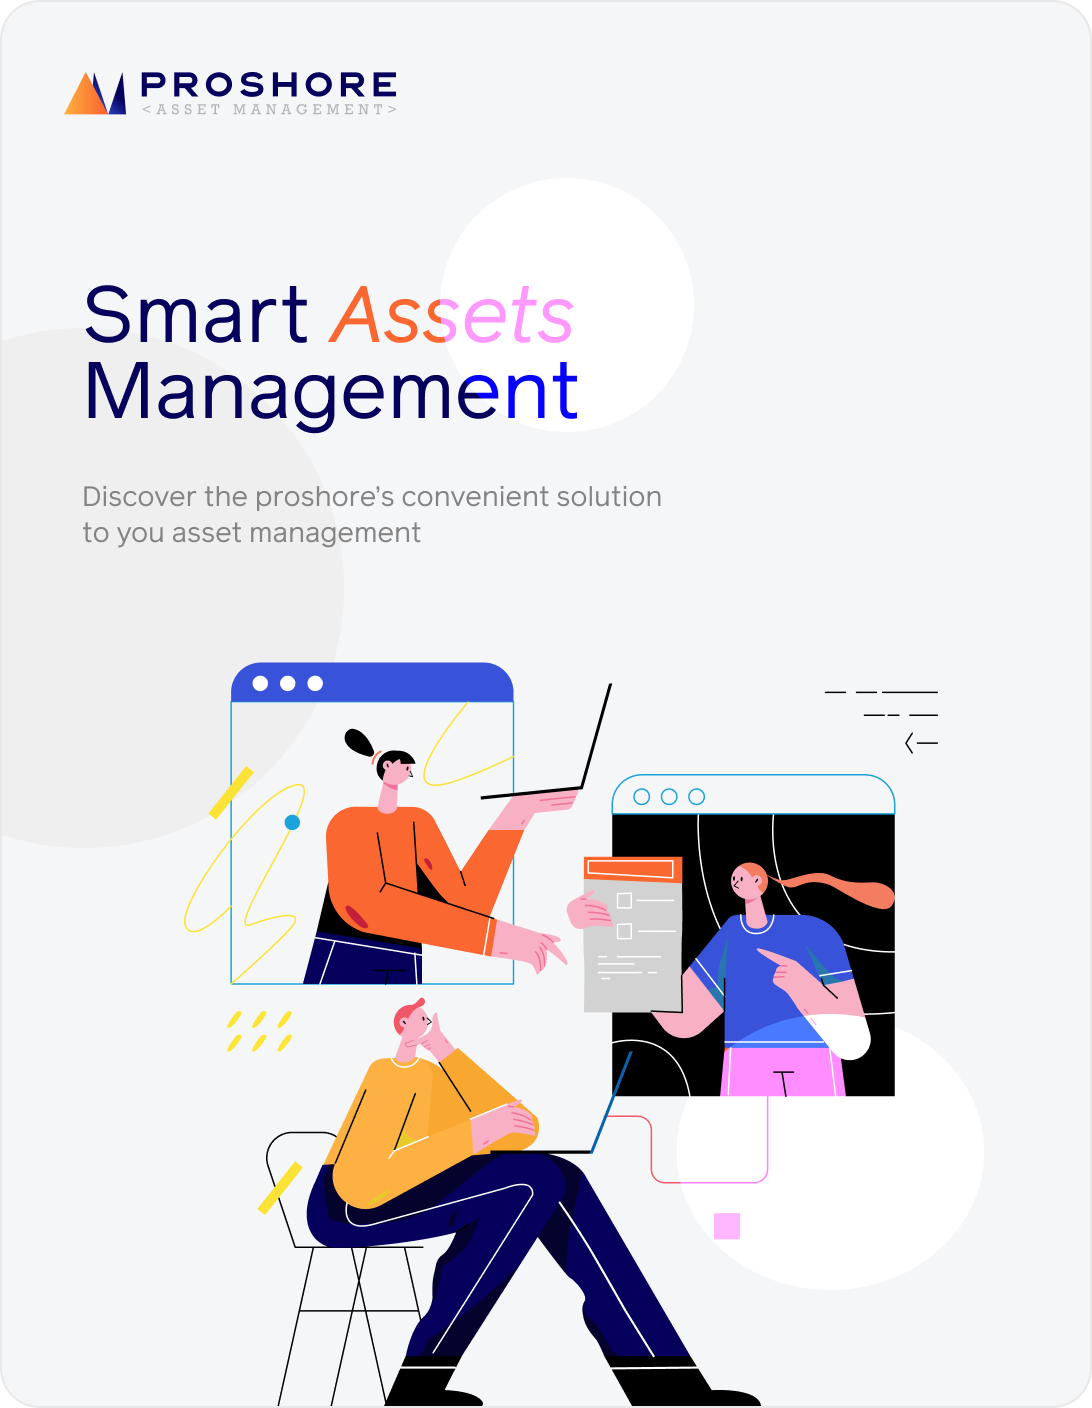 PROSHORE
<ASSET MANAGEMENT>
Smart Assets
Management
Discover the proshore’s convenient solution
to you asset management